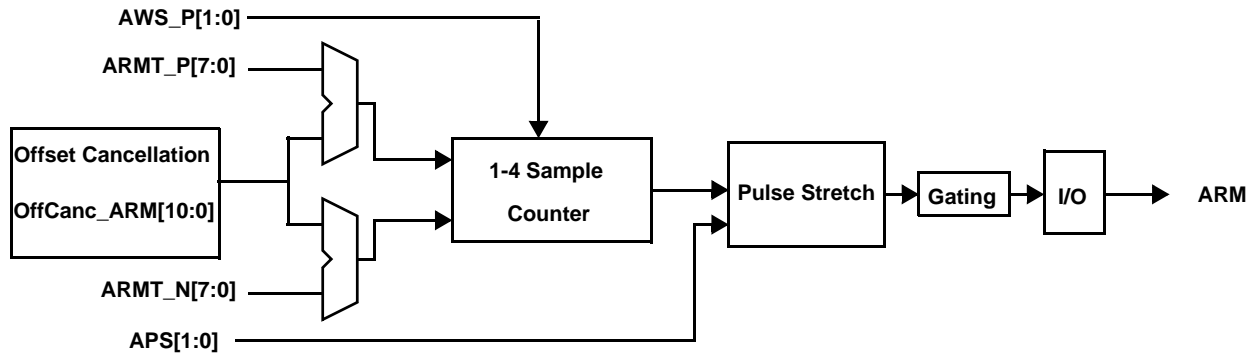 AWS_P[1:0]
ARMT_P[7:0]
Offset Cancellation
OffCanc_ARM[10:0]
ARMT_N[7:0]
APS[1:0]
1-4 Sample
Counter
Pulse Stretch
Gating
I/O
ARM